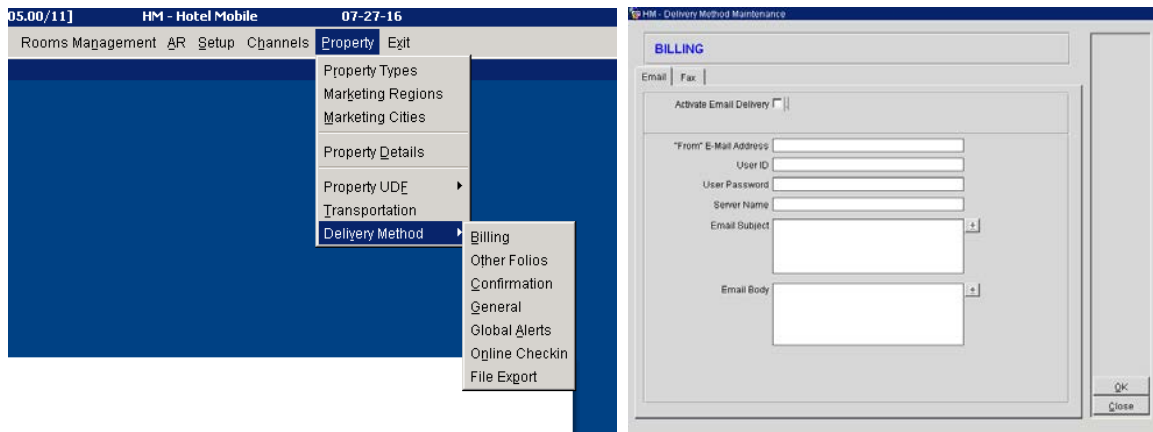 05.00/11] HM - Hotel Mobile 07-27-16
Rooms Management AR Setup Channels Property Exit
Property Types
Marketing Regions
Marketing Cities
Property Details
Property UDF
Transportation
Delivery Method
Billing
Other Folios
Confirmation
General
Global Alerts
Online Checkin
File Export
HM - Delivery Method Maintenance
BILLING
Email Fax
Activate Email Delivery
"From" E-Mail Address
User ID
User Password
Server Name
Email Subject
Email Body
OK
Close